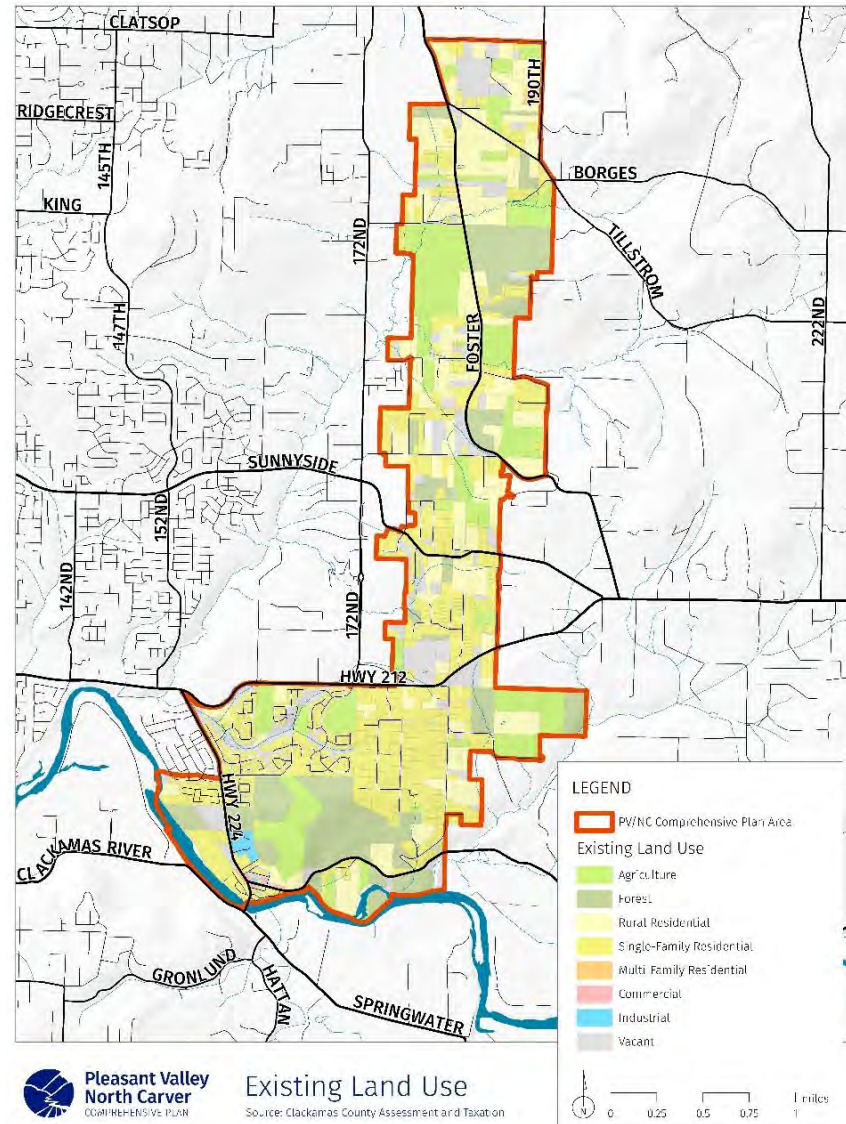 CLATSOP
RIDGECREST
145TH
190TH
KING
BORGES
172ND
TILLSTROM
147TH
FOSTER
222ND
SUNNYSIDE
152ND
142ND
172ND
HWY 212
HWY 224
CLACKAMAS RIVER
GRONLUND
HATTAN
SPRINGWATER
LEGEND
PV/NC Comprehensive Plan Area
Existing Land Use
Agriculture
Forest
Rural Residential
Single-Family Residential
Multi-Family Residential
Commercial
Industrial
Vacant
N
0 0.25 0.5 0.75 1
miles
Pleasant Valley
North Carver
COMPREHENSIVE PLAN
Existing Land Use
Source: Clackamas County Assessment and Taxation